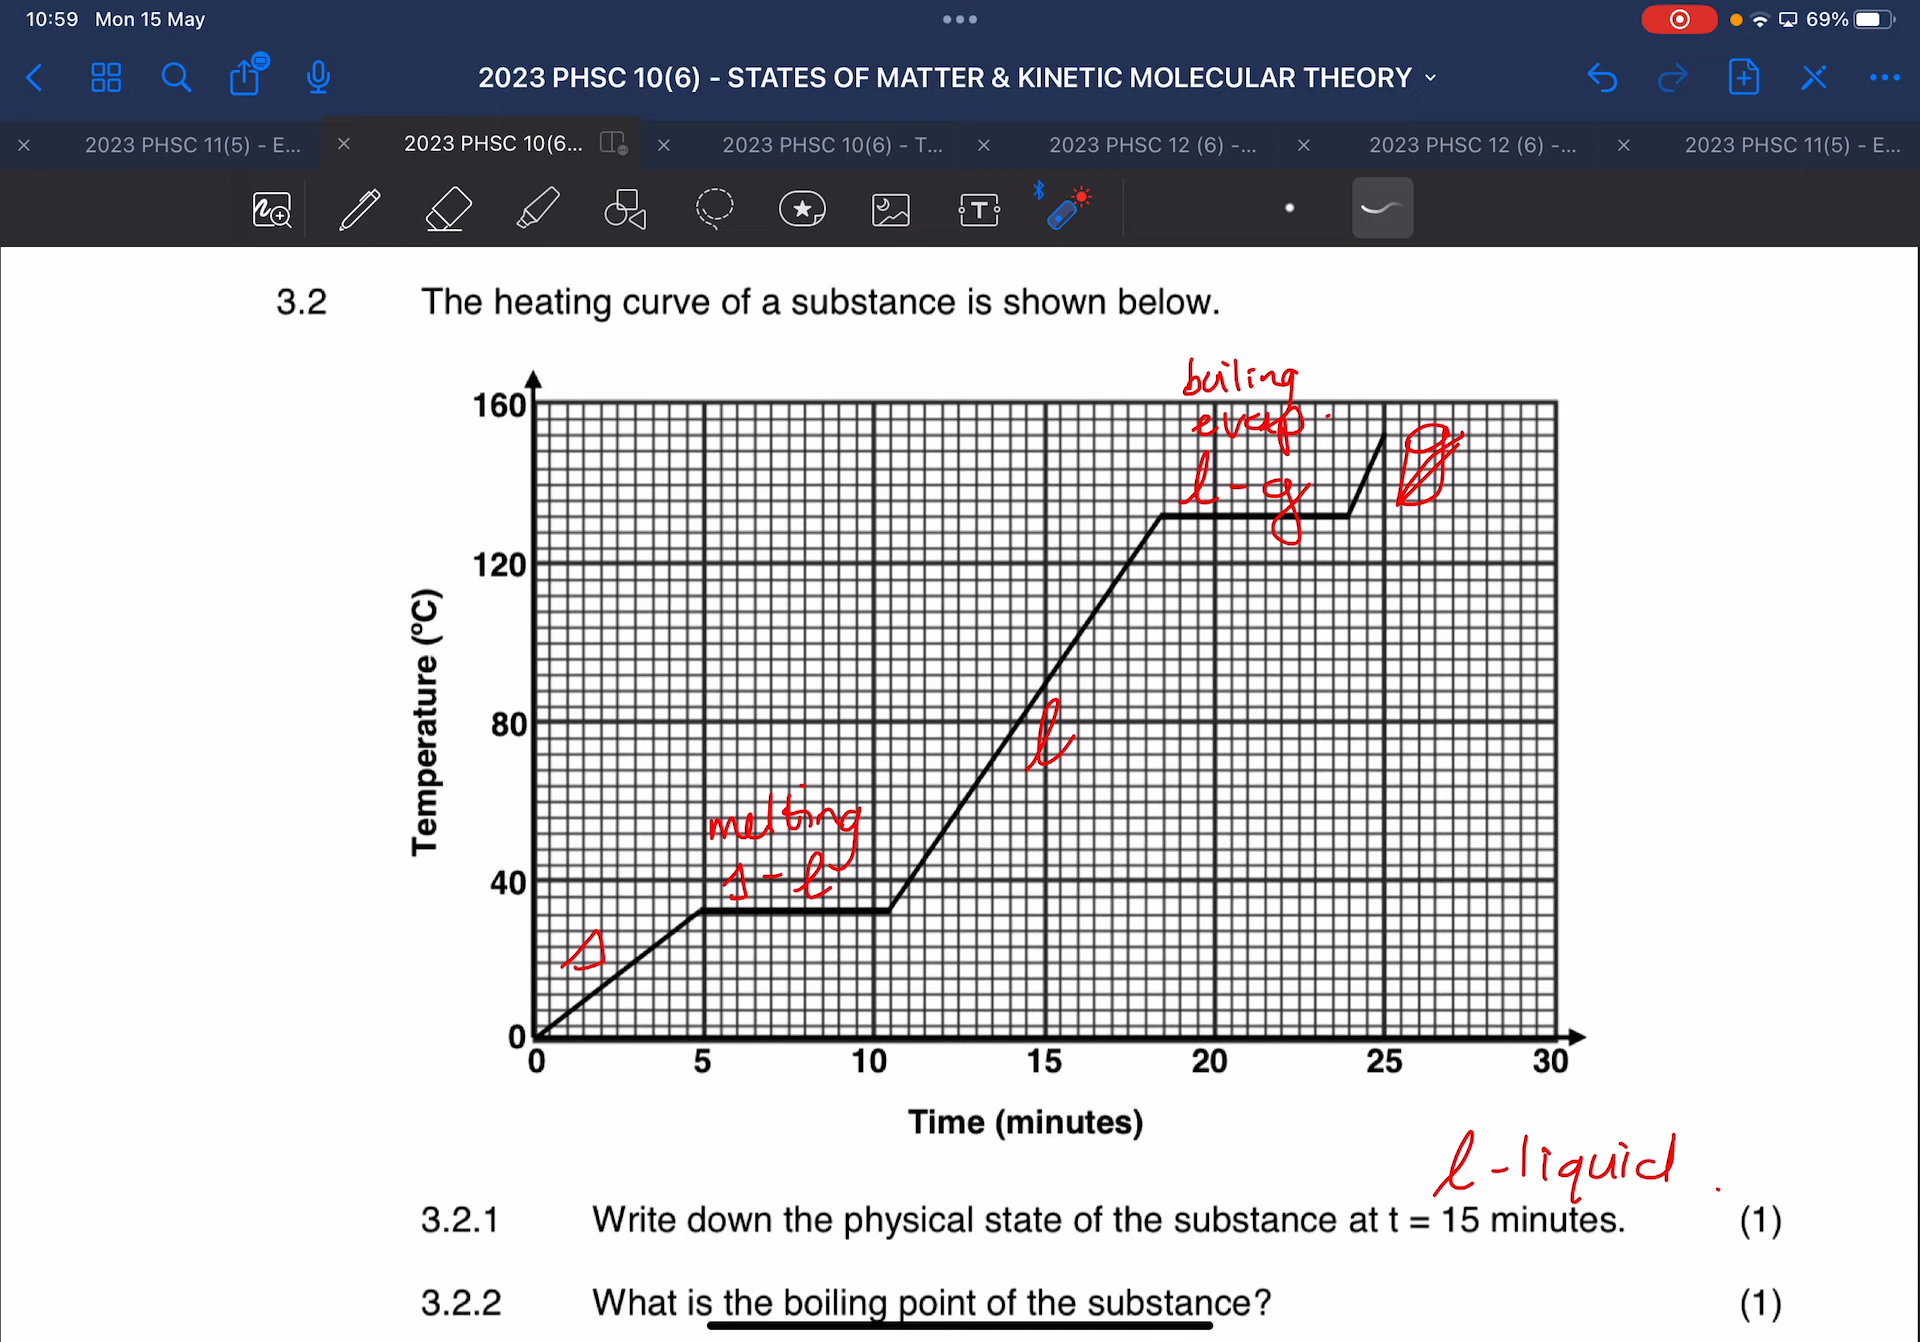 10:59 Mon 15 May
69%
2023 PHSC 10(6) - STATES OF MATTER & KINETIC MOLECULAR THEORY
2023 PHSC 11(5) - E... 2023 PHSC 10(6... 2023 PHSC 10(6) - T... 2023 PHSC 12 (6) -... 2023 PHSC 12 (6) -... 2023 PHSC 11(5) - E...
T
3.2 The heating curve of a substance is shown below.
boiling
evap.
l - g
160
120
80
40
0
Temperature (ºC)
melting
s - l
s
l
g
0 5 10 15 20 25 30
Time (minutes)
l - liquid.
3.2.1 Write down the physical state of the substance at t = 15 minutes. (1)
3.2.2 What is the boiling point of the substance? (1)